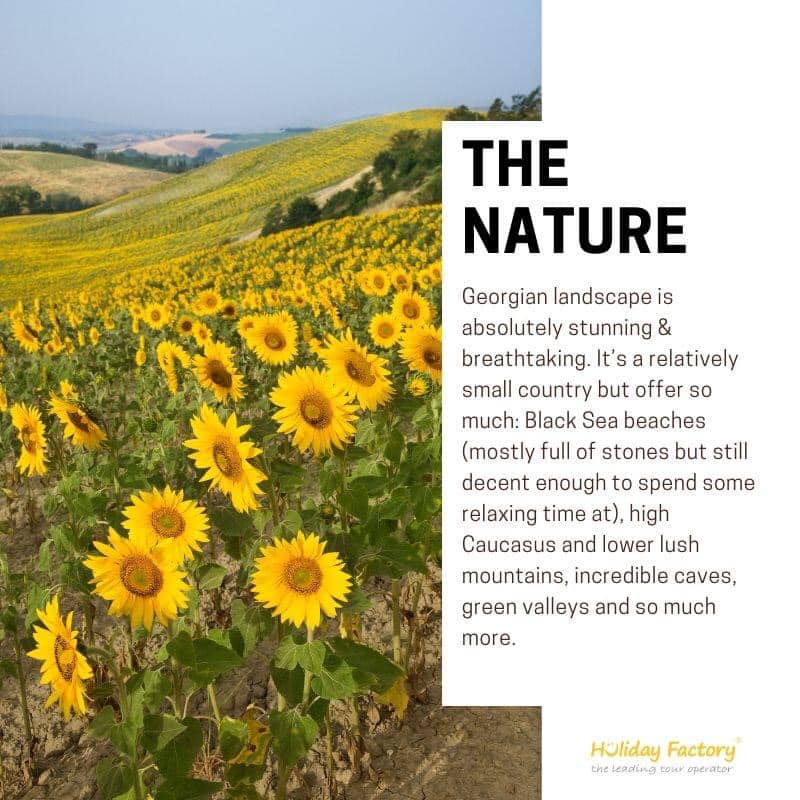 THE
NATURE
Georgian landscape is
absolutely stunning &
breathtaking. It's a relatively
small country but offer so
much: Black Sea beaches
(mostly full of stones but still
decent enough to spend some
relaxing time at), high
Caucasus and lower lush
mountains, incredible caves,
green valleys and so much
more.
Holiday Factory®
the leading tour operator